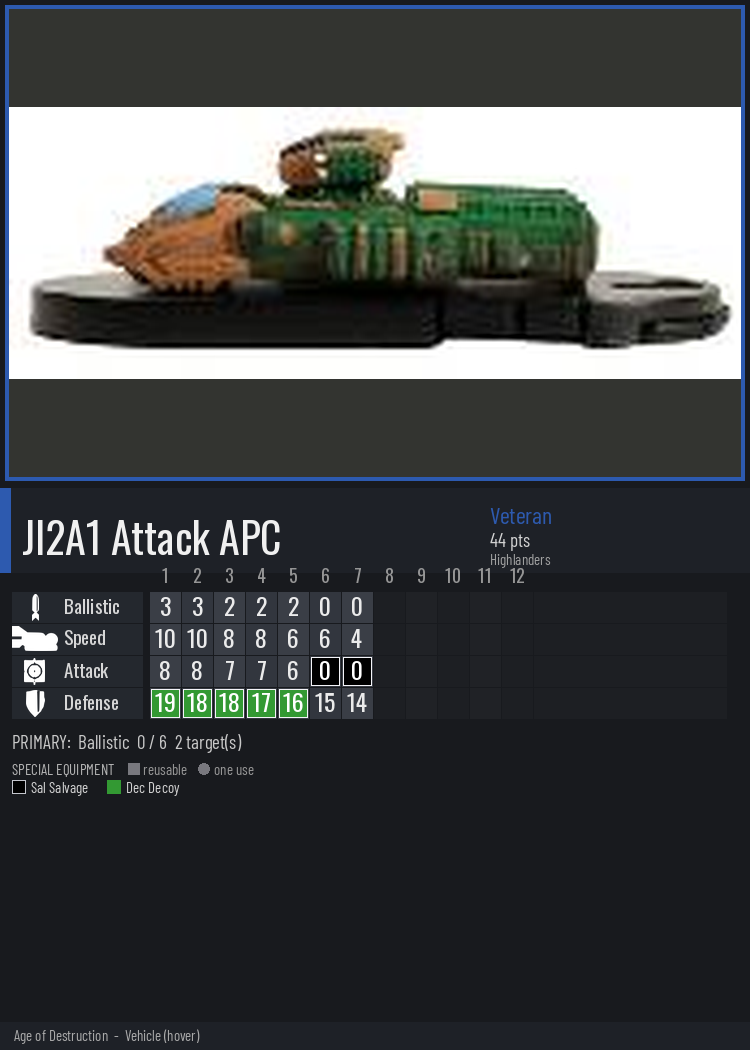 JI2A1 Attack APC
Veteran
44 pts
Highlanders
1 2 3 4 5 6 7 8 9 10 11 12
Ballistic 3 3 2 2 2 0 0
Speed 10 10 8 8 6 6 4
Attack 8 8 7 7 6 0 0
Defense 19 18 18 17 16 15 14
PRIMARY: Ballistic 0 / 6 2 target(s)
SPECIAL EQUIPMENT reusable one use
Sal Salvage Dec Decoy
Age of Destruction - Vehicle (hover)